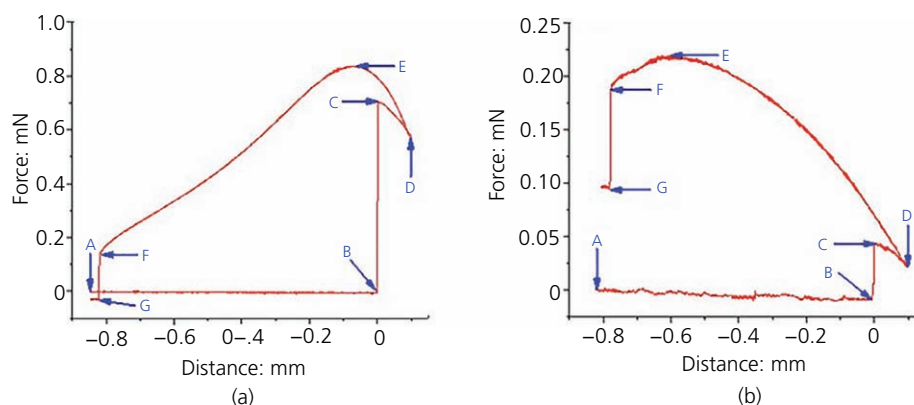 1.0
0.8
0.6
0.4
0.2
0
Force: mN
A
B
C
D
E
F
G
−0.8 −0.6 0–.4 −0.2 0
Distance: mm
(a)
0.25
0.20
0.15
0.10
0.05
0
Force: mN
A
B
C
D
E
F
G
−0.8 −0.6 −0.4 −0.2 0
Distance: mm
(b)